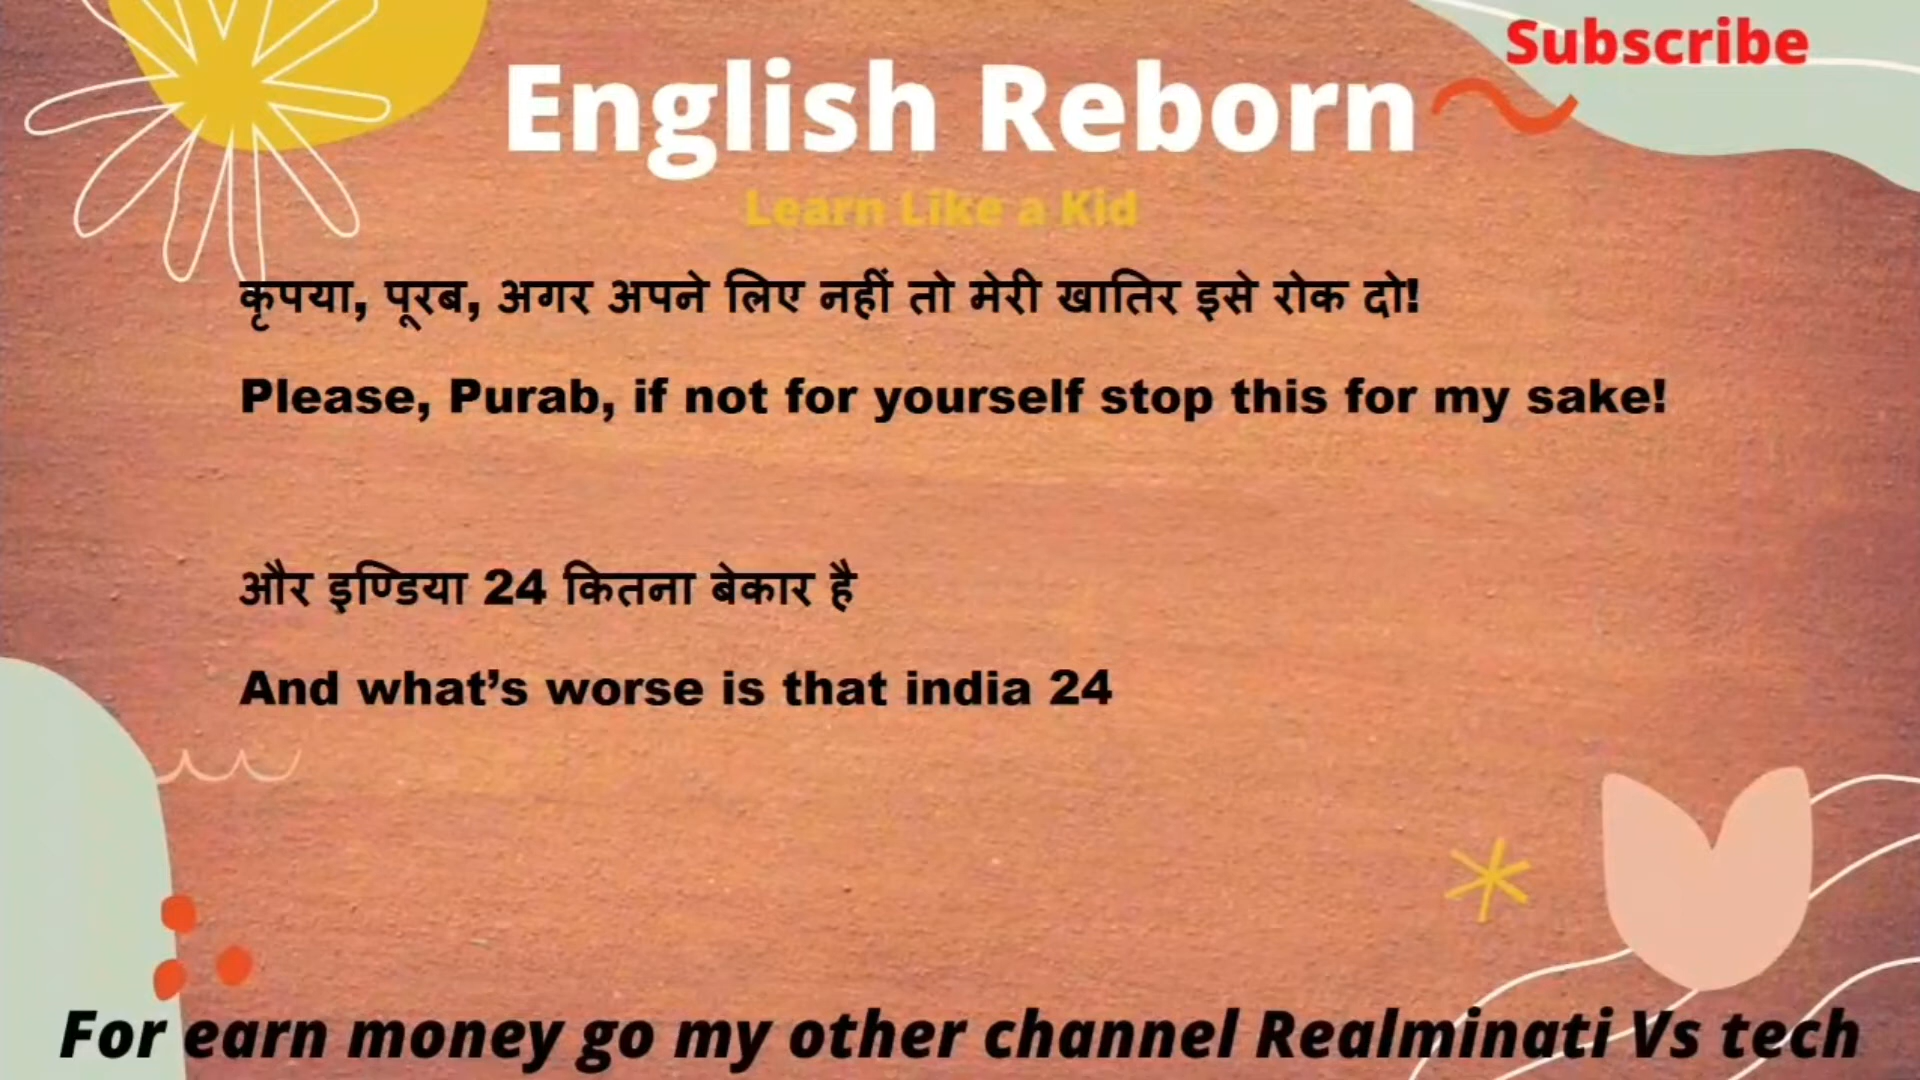 Subscribe
English Reborn
Learn Like a Kid
कृपया, पूरब, अगर अपने लिए नहीं तो मेरी खातिर इसे रोक दो!
Please, Purab, if not for yourself stop this for my sake!
और इण्डिया 24 कितना बेकार है
And what’s worse is that india 24
For earn money go my other channel Realminati Vs tech